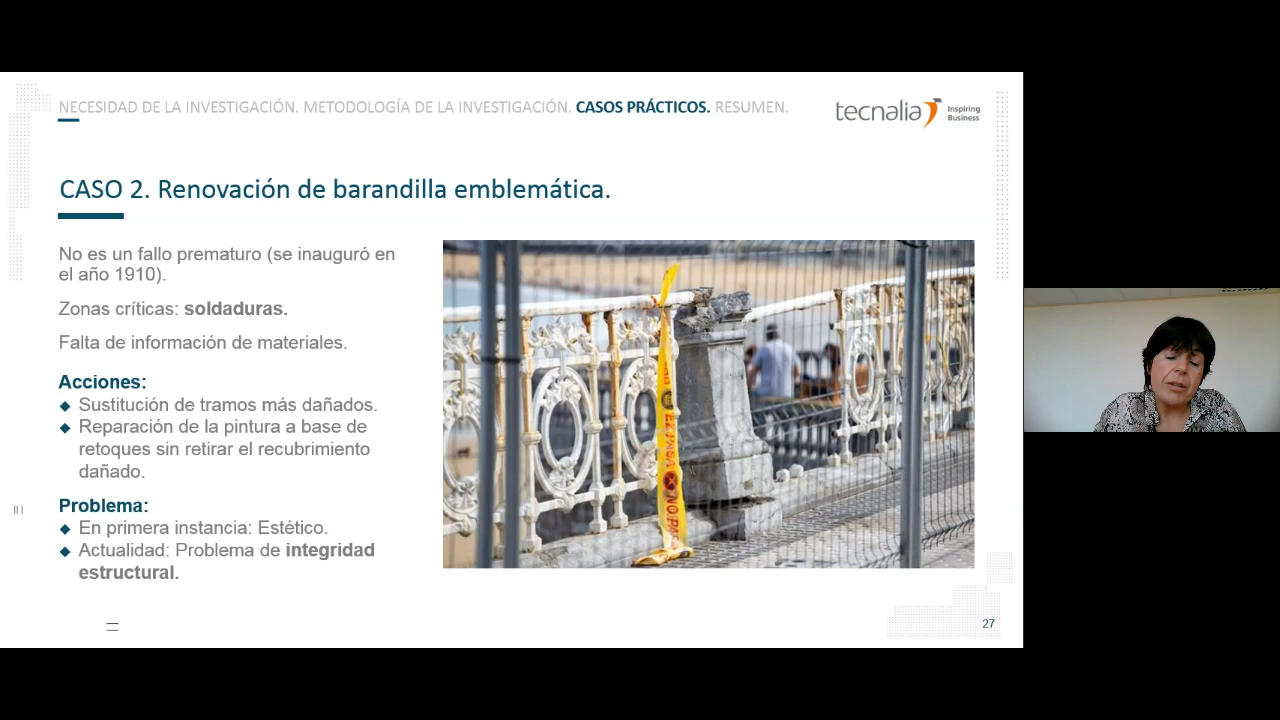 NECESIDAD DE LA INVESTIGACIÓN. METODOLOGÍA DE LA INVESTIGACIÓN. CASOS PRÁCTICOS. RESUMEN.
tecnalia Inspiring
Business
CASO 2. Renovación de barandilla emblemática.
No es un fallo prematuro (se inauguró en
el año 1910).
Zonas críticas: soldaduras.
Falta de información de materiales.
Acciones:
Sustitución de tramos más dañados.
Reparación de la pintura a base de
retoques sin retirar el recubrimiento
dañado.
Problema:
En primera instancia: Estético.
Actualidad: Problema de integridad
estructural.
EZ PASA NO PA
27